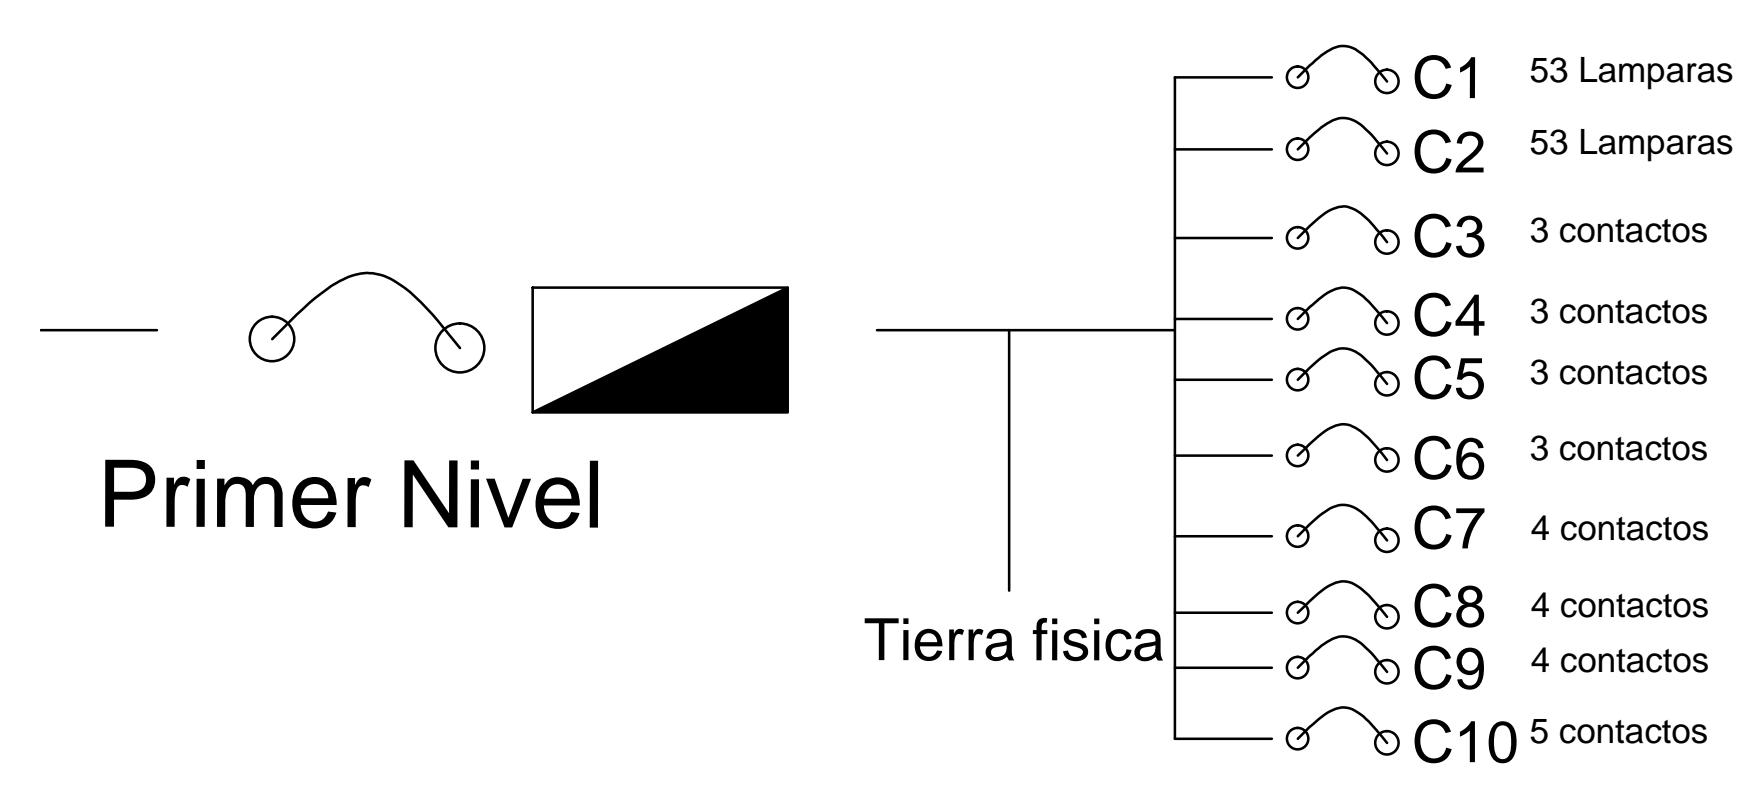 C1 53 Lamparas
C2 53 Lamparas
C3 3 contactos
C4 3 contactos
C5 3 contactos
C6 3 contactos
C7 4 contactos
C8 4 contactos
C9 4 contactos
C10 5 contactos
Primer Nivel
Tierra fisica